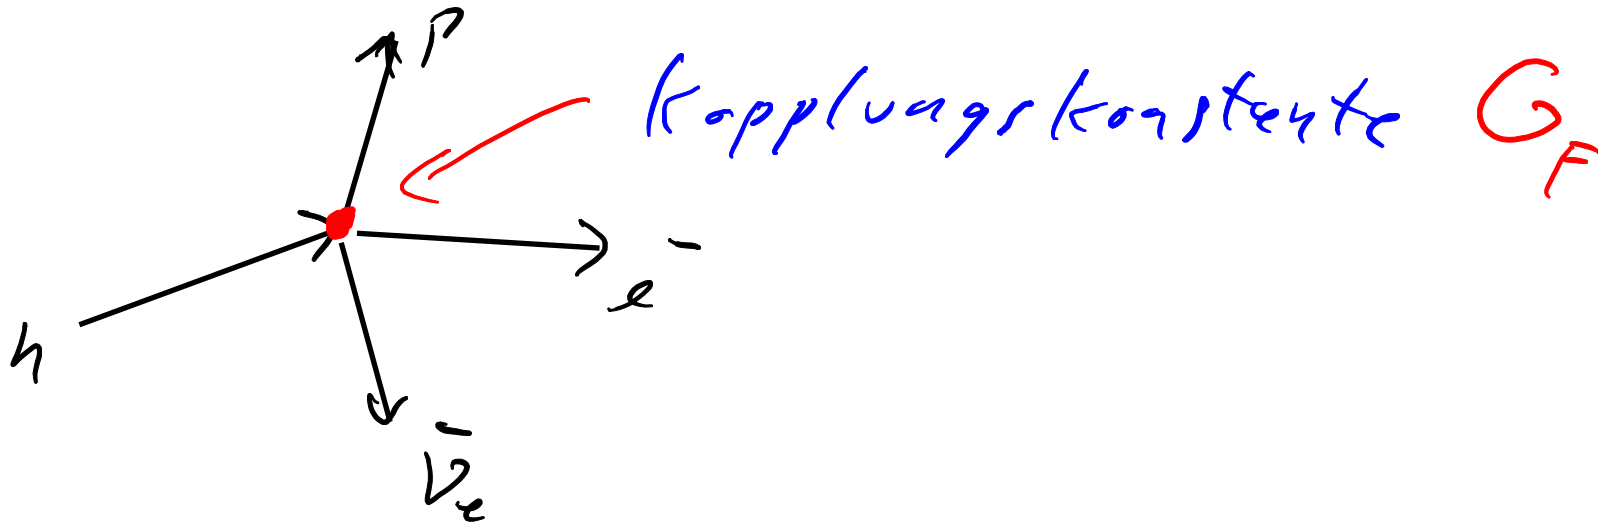 p
Kopplungskonstante G_F
e⁻
n
ν̄_e